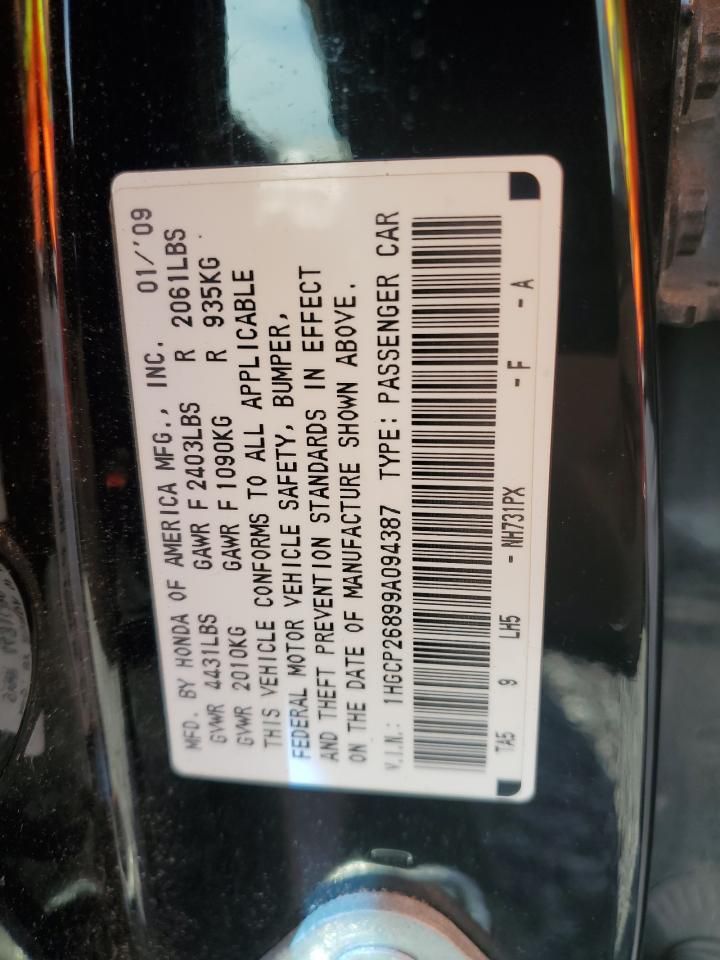 MFD. BY HONDA OF AMERICA MFG., INC. 01/'09
GVWR 4431LBS GAWR F 2403LBS R 2061LBS
GVWR 2010KG GAWR F 1090KG R 935KG
THIS VEHICLE CONFORMS TO ALL APPLICABLE
FEDERAL MOTOR VEHICLE SAFETY, BUMPER,
AND THEFT PREVENTION STANDARDS IN EFFECT
ON THE DATE OF MANUFACTURE SHOWN ABOVE.
V.I.N.: 1HGCP26899A094387 TYPE: PASSENGER CAR
TA5 9 LH5 - NH731PX - F - A